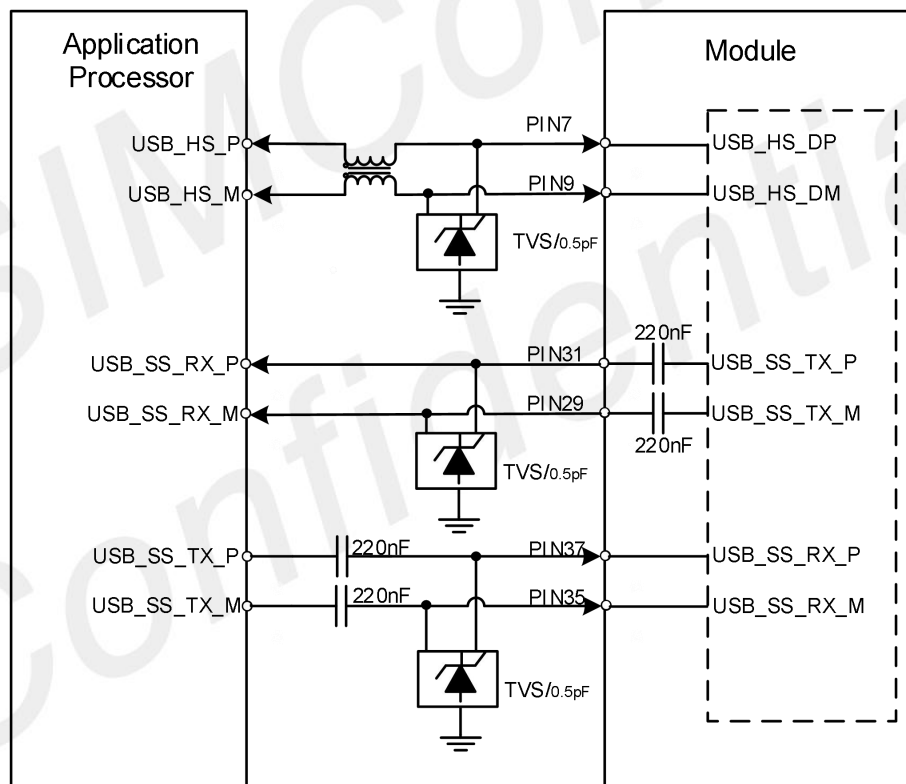 SIMCom
Confidential
Application
Processor
Module
USB_HS_P
PIN7
USB_HS_DP
USB_HS_M
PIN9
USB_HS_DM
TVS/0.5pF
220nF
USB_SS_RX_P
PIN31
USB_SS_TX_P
USB_SS_RX_M
PIN29
USB_SS_TX_M
220nF
TVS/0.5pF
USB_SS_TX_P
220nF
PIN37
USB_SS_RX_P
USB_SS_TX_M
220nF
PIN35
USB_SS_RX_M
TVS/0.5pF